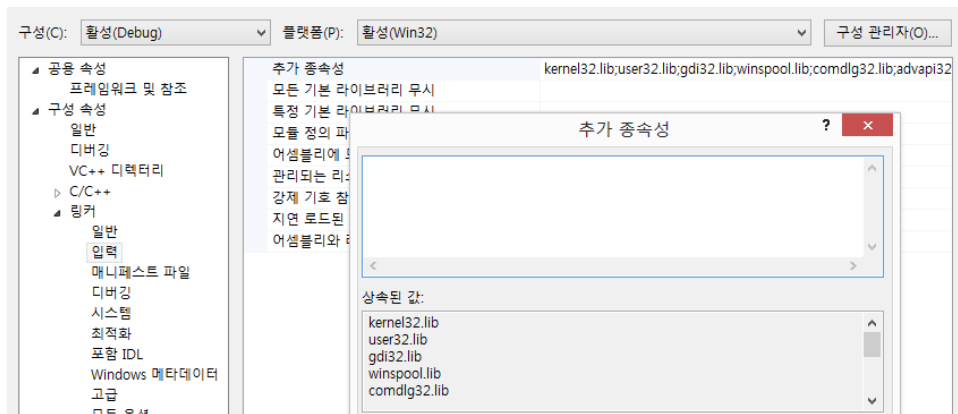 구성(C): 활성(Debug) 플랫폼(P): 활성(Win32) 구성 관리자(O)...
공용 속성
프레임워크 및 참조
구성 속성
일반
디버깅
VC++ 디렉터리
C/C++
링커
일반
입력
매니페스트 파일
디버깅
시스템
최적화
포함 IDL
Windows 메타데이터
고급
모든 옵션
추가 종속성 kernel32.lib;user32.lib;gdi32.lib;winspool.lib;comdlg32.lib;advapi32
모든 기본 라이브러리 무시
특정 기본 라이브러리 무시
모듈 정의 파
어셈블리에
관리되는 리
강제 기호 참
지연 로드된
어셈블리와
추가 종속성 ?
상속된 값:
kernel32.lib
user32.lib
gdi32.lib
winspool.lib
comdlg32.lib